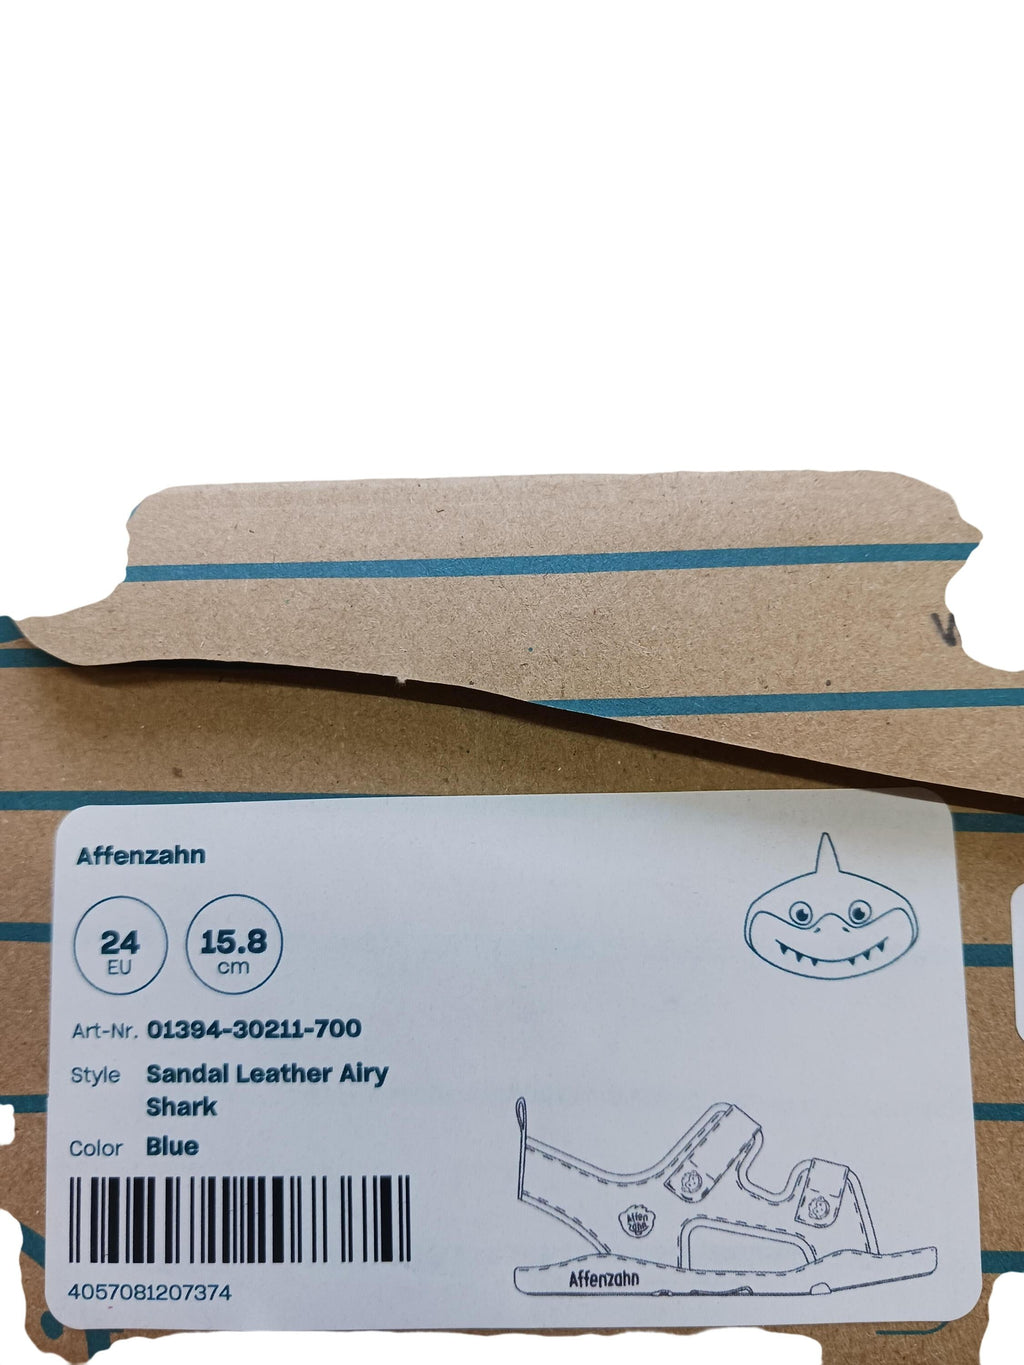 Affenzahn
24
EU
15.8
cm
Art-Nr. 01394-30211-700
Style Sandal Leather Airy
Shark
Color Blue
4057081207374
Affen
zahn
Affenzahn